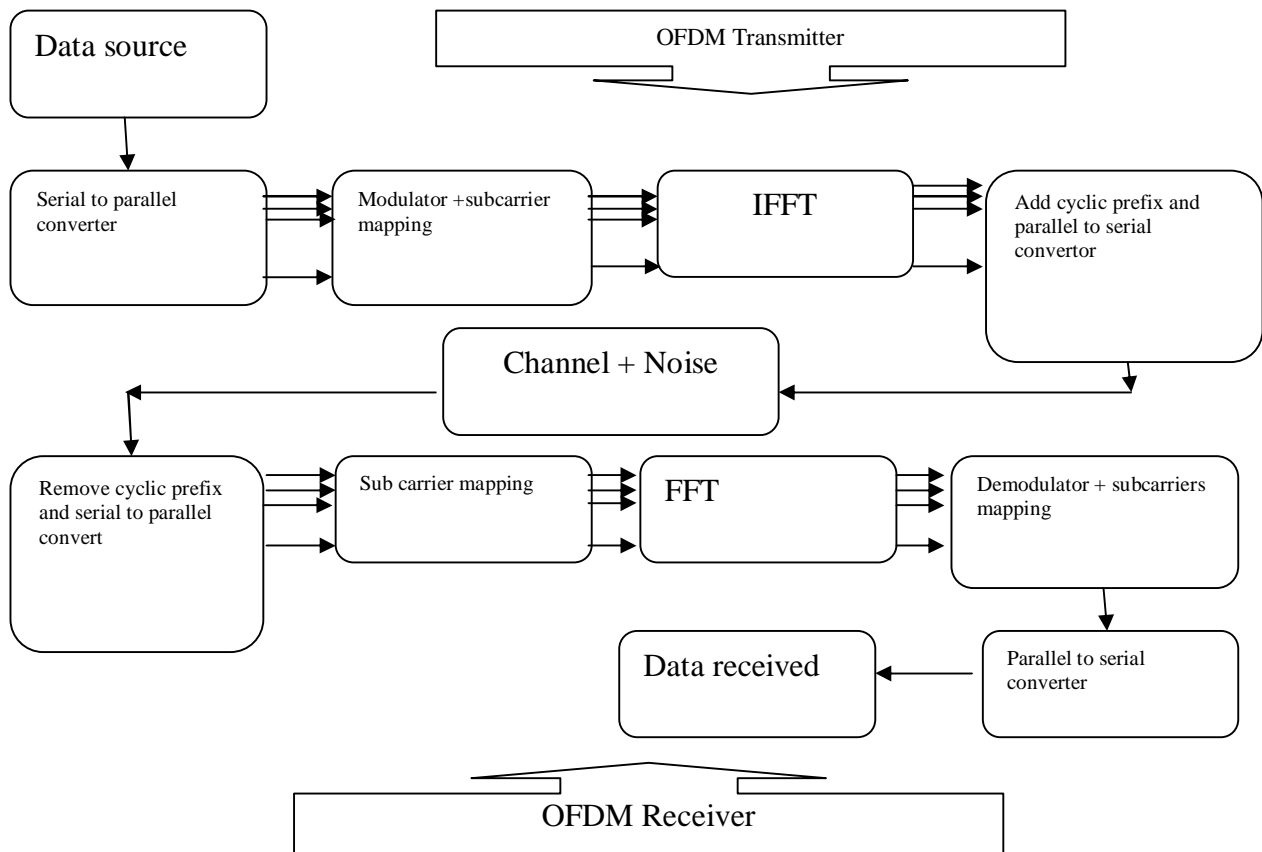 Data source
OFDM Transmitter
Serial to parallel
converter
Modulator +subcarrier
mapping
IFFT
Add cyclic prefix and
parallel to serial
convertor
Channel + Noise
Remove cyclic prefix
and serial to parallel
convert
Sub carrier mapping
FFT
Demodulator + subcarriers
mapping
Data received
Parallel to serial
converter
OFDM Receiver